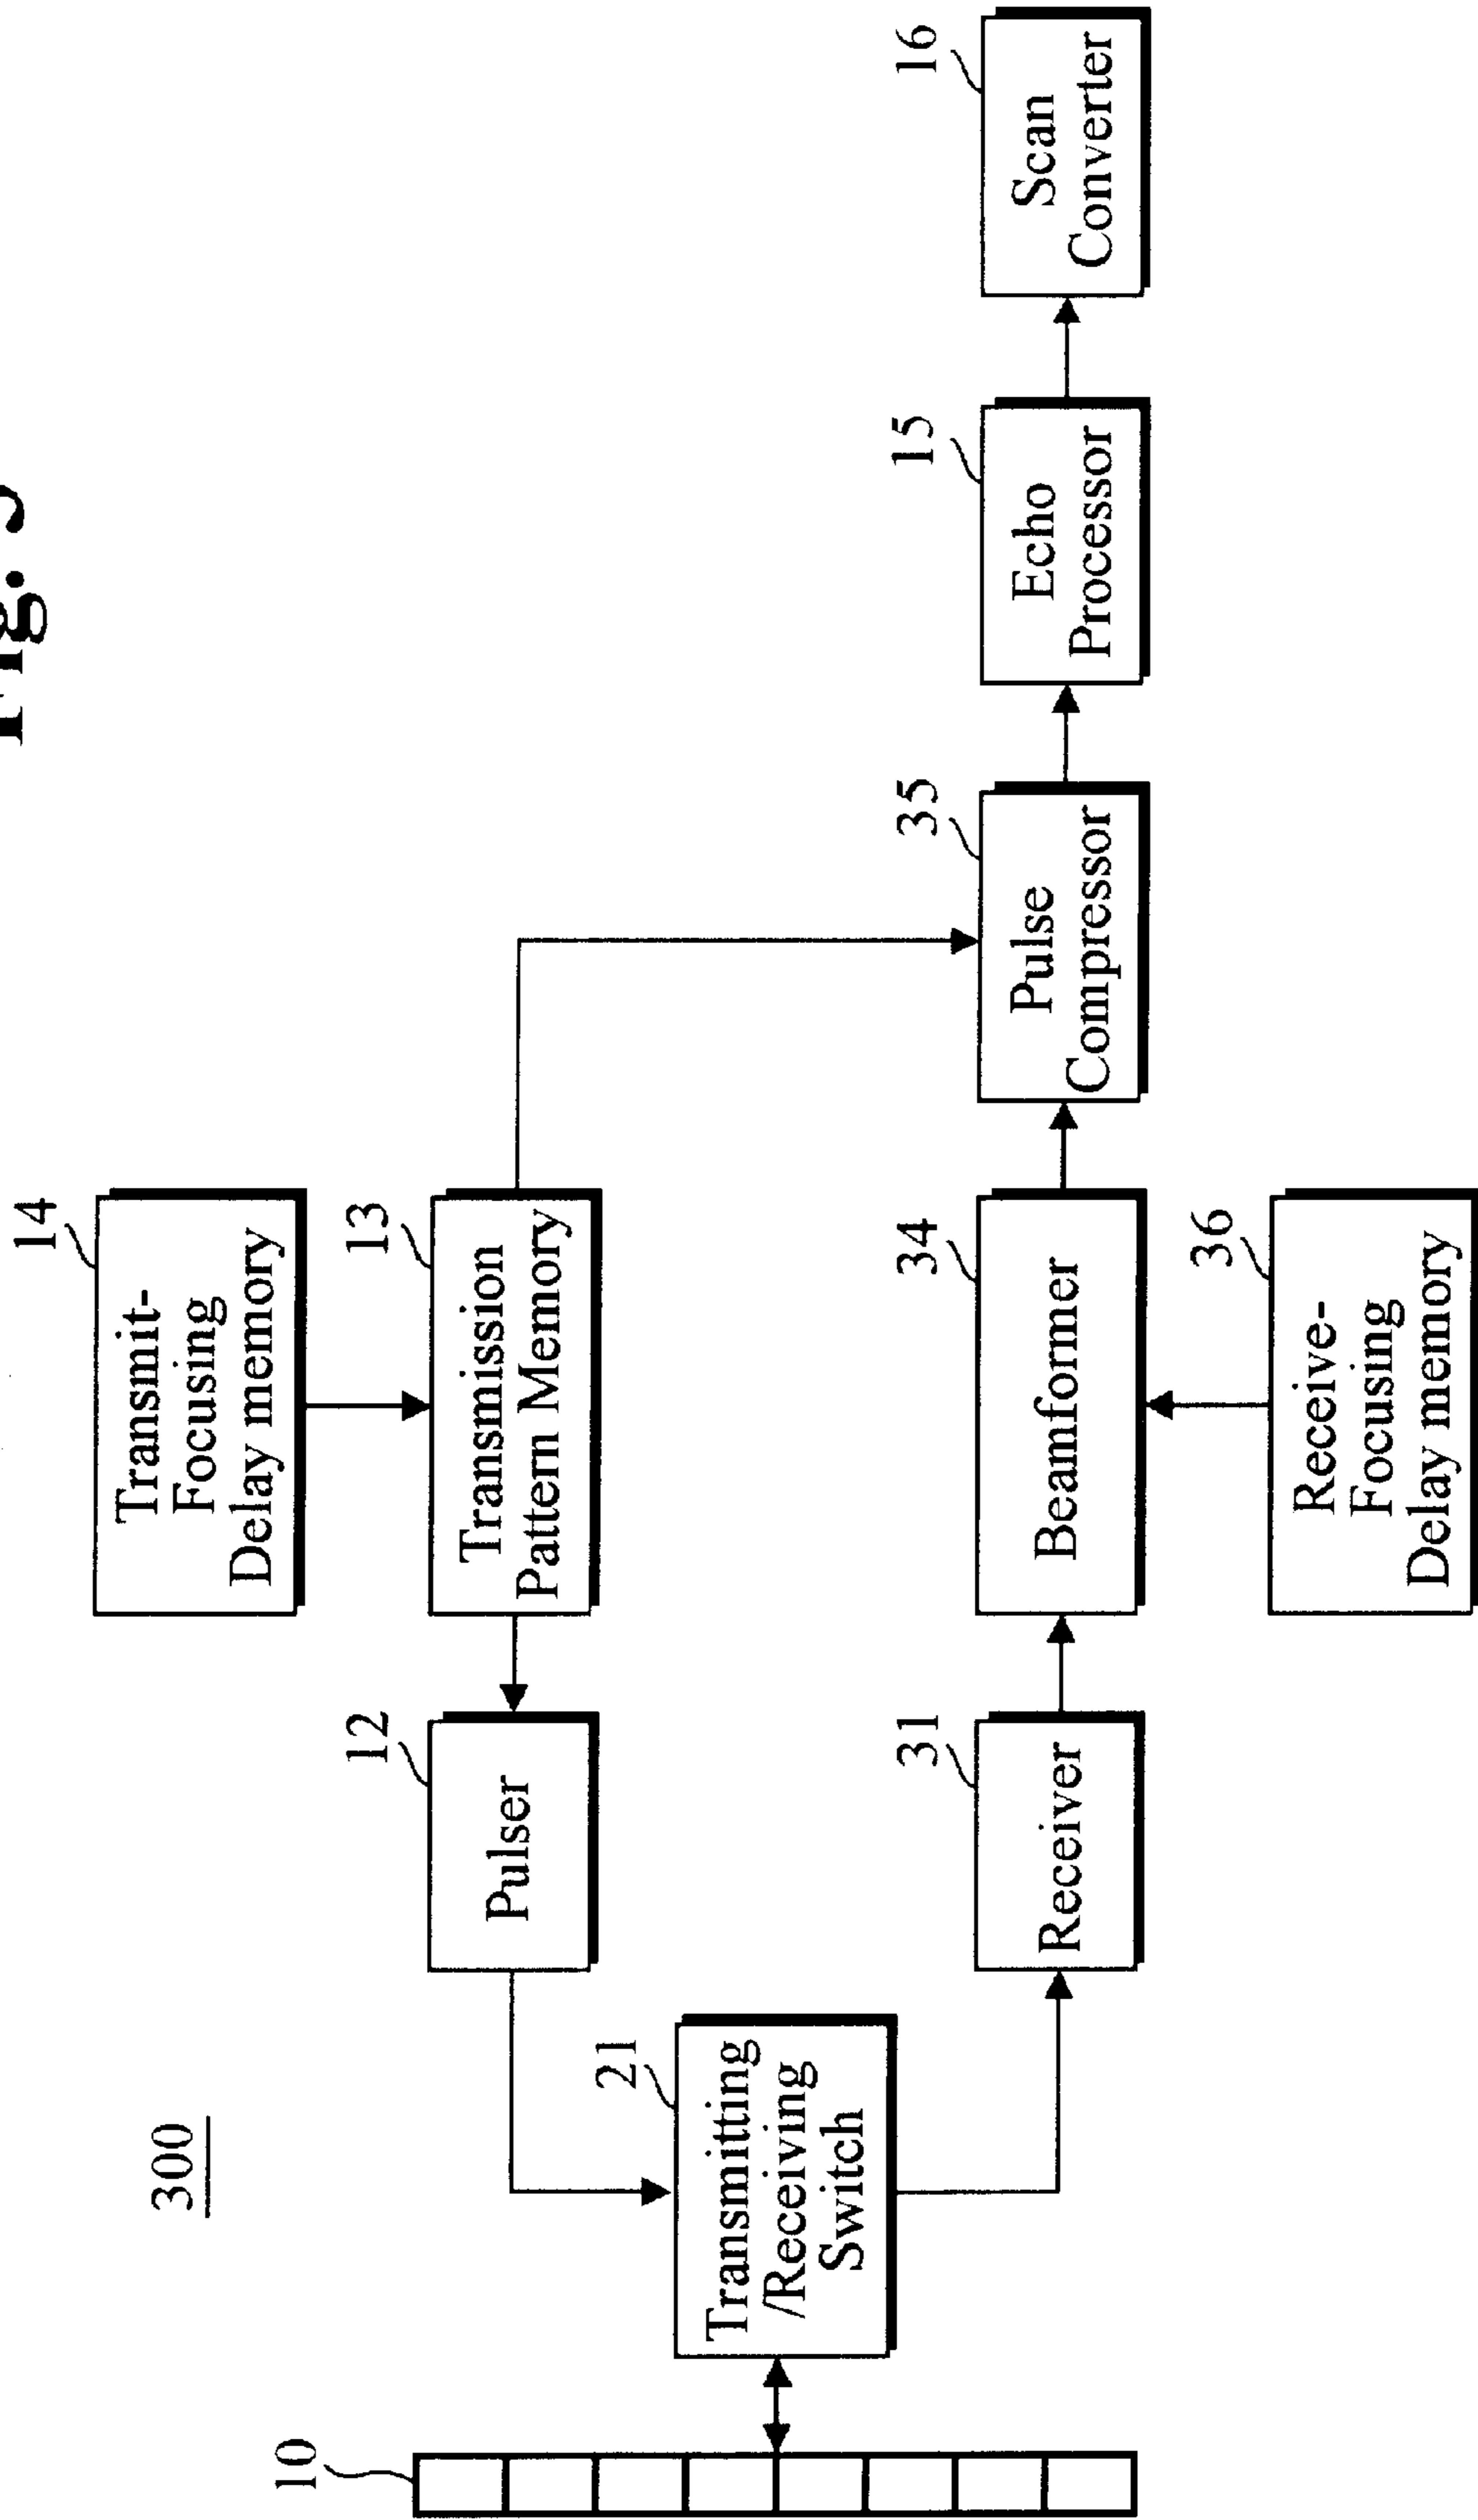 Fig.
300
14
Transmit-
Focusing
Delay memory
10
12
Pulser
13
Transmission
Pattern Memory
21
Transmitting
/Receiving
Switch
31
Receiver
34
Beamformer
35
Pulse
Compressor
15
Echo
Processor
16
Scan
Converter
36
Receive-
Focusing
Delay memory